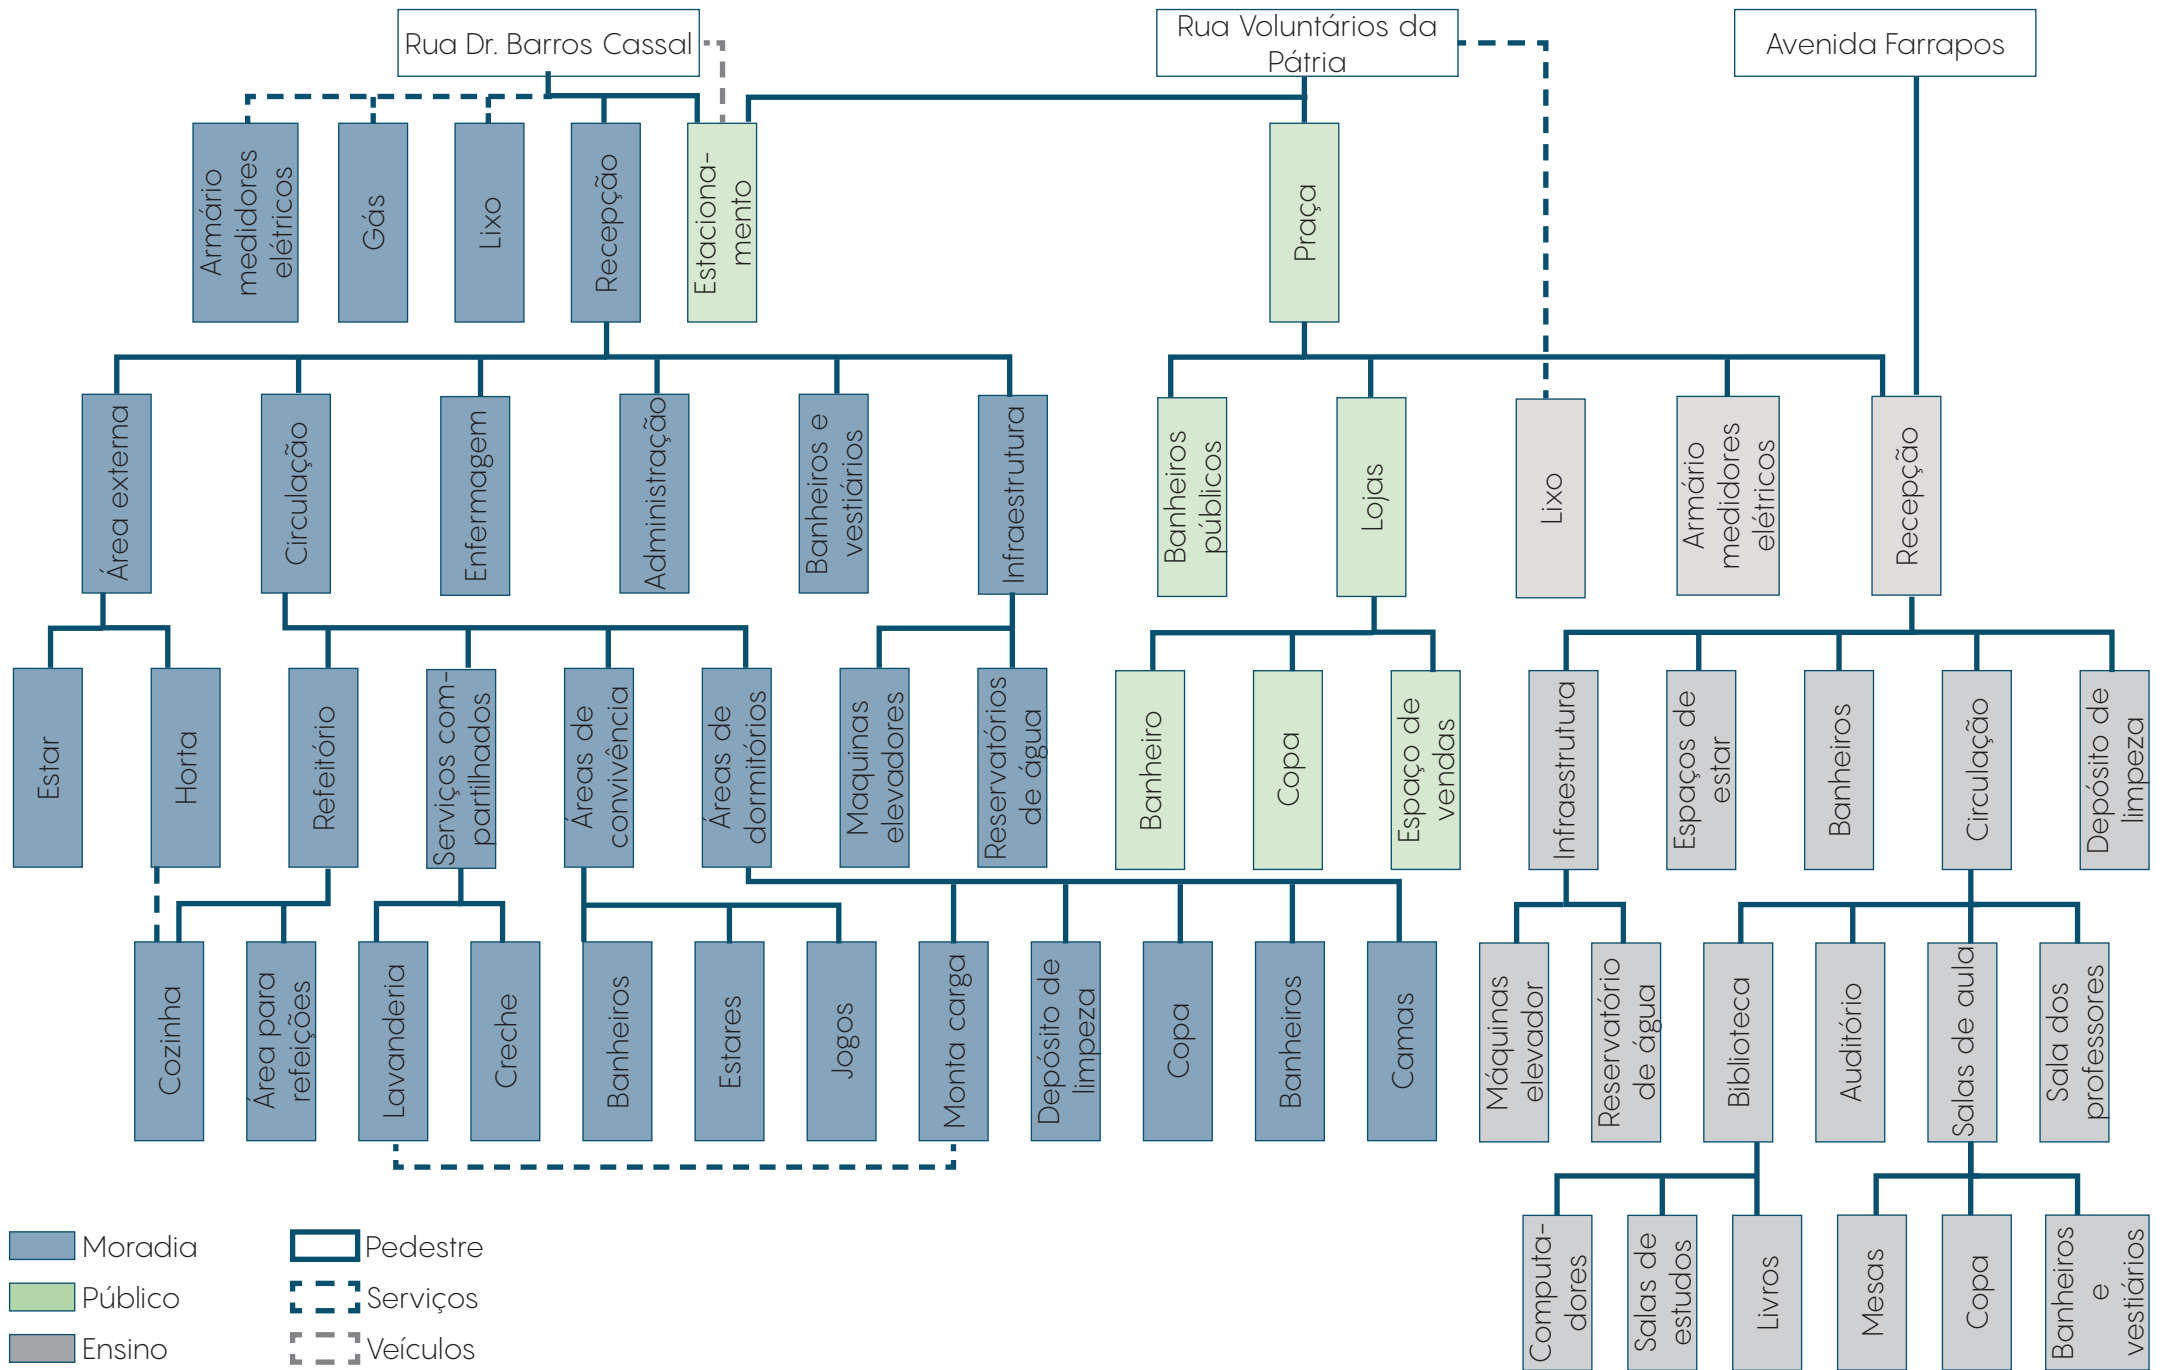 Rua Dr. Barros Cassal
Rua Voluntários da
Pátria
Avenida Farrapos
Armário
medidores
elétricos
Gás
Lixo
Recepção
Estaciona-
mento
Praça
Área externa
Circulação
Enfermagem
Administração
Banheiros e
vestiários
Infraestrutura
Banheiros
públicos
Lojas
Lixo
Armário
medidores
elétricos
Recepção
Estar
Horta
Refeitório
Serviços com-
partilhados
Áreas de
convivência
Áreas de
dormitórios
Maquinas
elevadores
Reservatórios
de água
Banheiro
Copa
Espaço de
vendas
Infraestrutura
Espaços de
estar
Banheiros
Circulação
Depósito de
limpeza
Cozinha
Área para
refeições
Lavanderia
Creche
Banheiros
Estares
Jogos
Monta carga
Depósito de
limpeza
Copa
Banheiros
Camas
Máquinas
elevador
Reservatório
de água
Biblioteca
Auditório
Salas de aula
Sala dos
professores
Computa-
dores
Salas de
estudos
Livros
Mesas
Copa
Banheiros
e
vestiários
Moradia
Público
Ensino
Pedestre
Serviços
Veículos